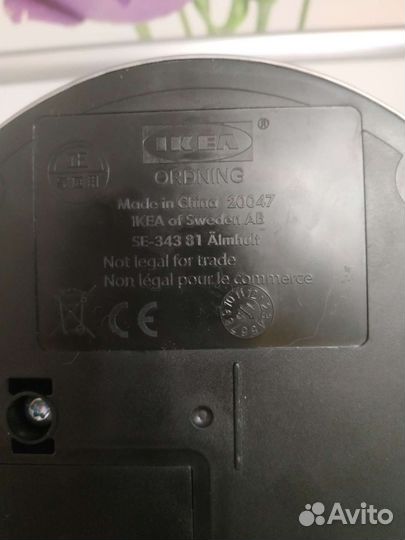 IKEA ®
ORDNING
Made in China 20047
IKEA of Sweden AB
SE-343 81 Älmhult
Not legal for trade
Non légal pour le commerce
CE
Avito